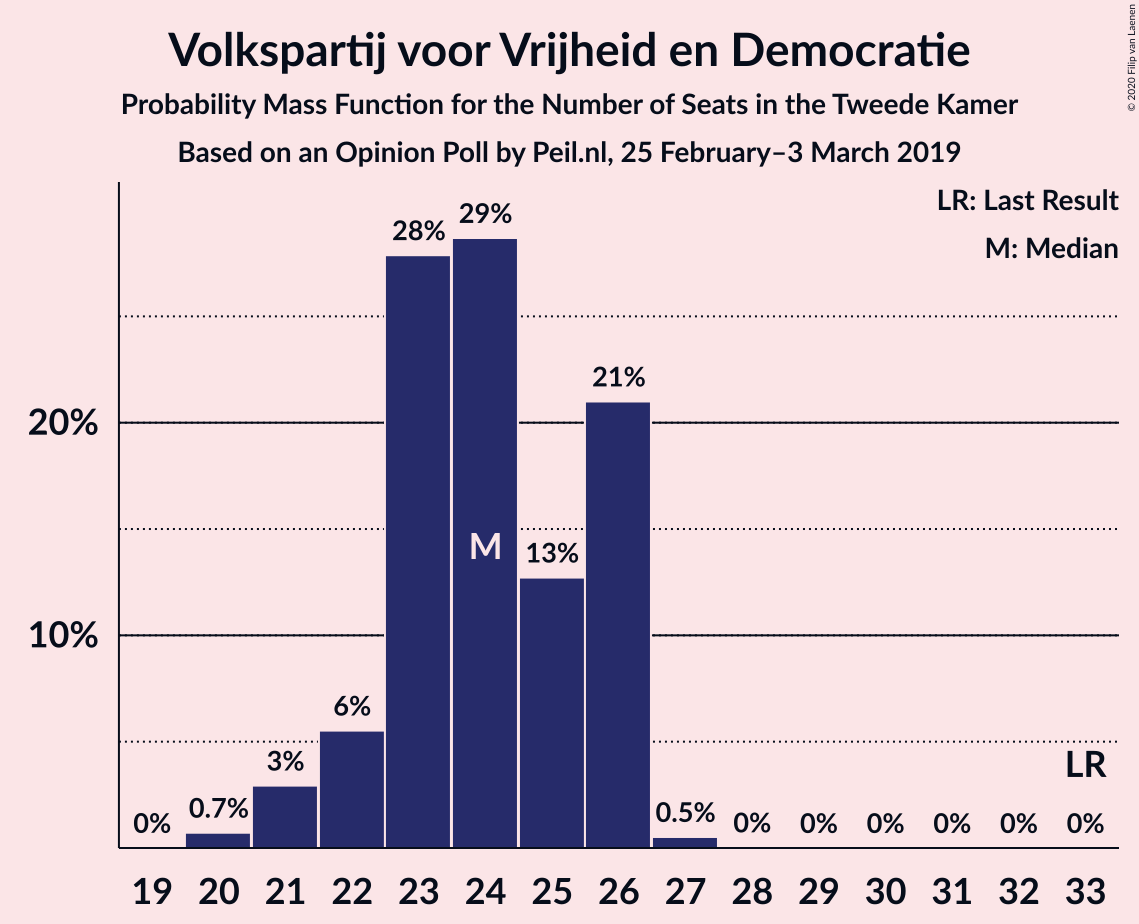 Volkspartij voor Vrijheid en Democratie
Probability Mass Function for the Number of Seats in the Tweede Kamer
Based on an Opinion Poll by Peil.nl, 25 February–3 March 2019
© 2020 Filip van Laenen
LR: Last Result
M: Median
29%
28%
21%
20%
M
13%
10%
6%
3%
LR
0% 0.7% 0.5% 0% 0% 0% 0% 0% 0%
19 20 21 22 23 24 25 26 27 28 29 30 31 32 33